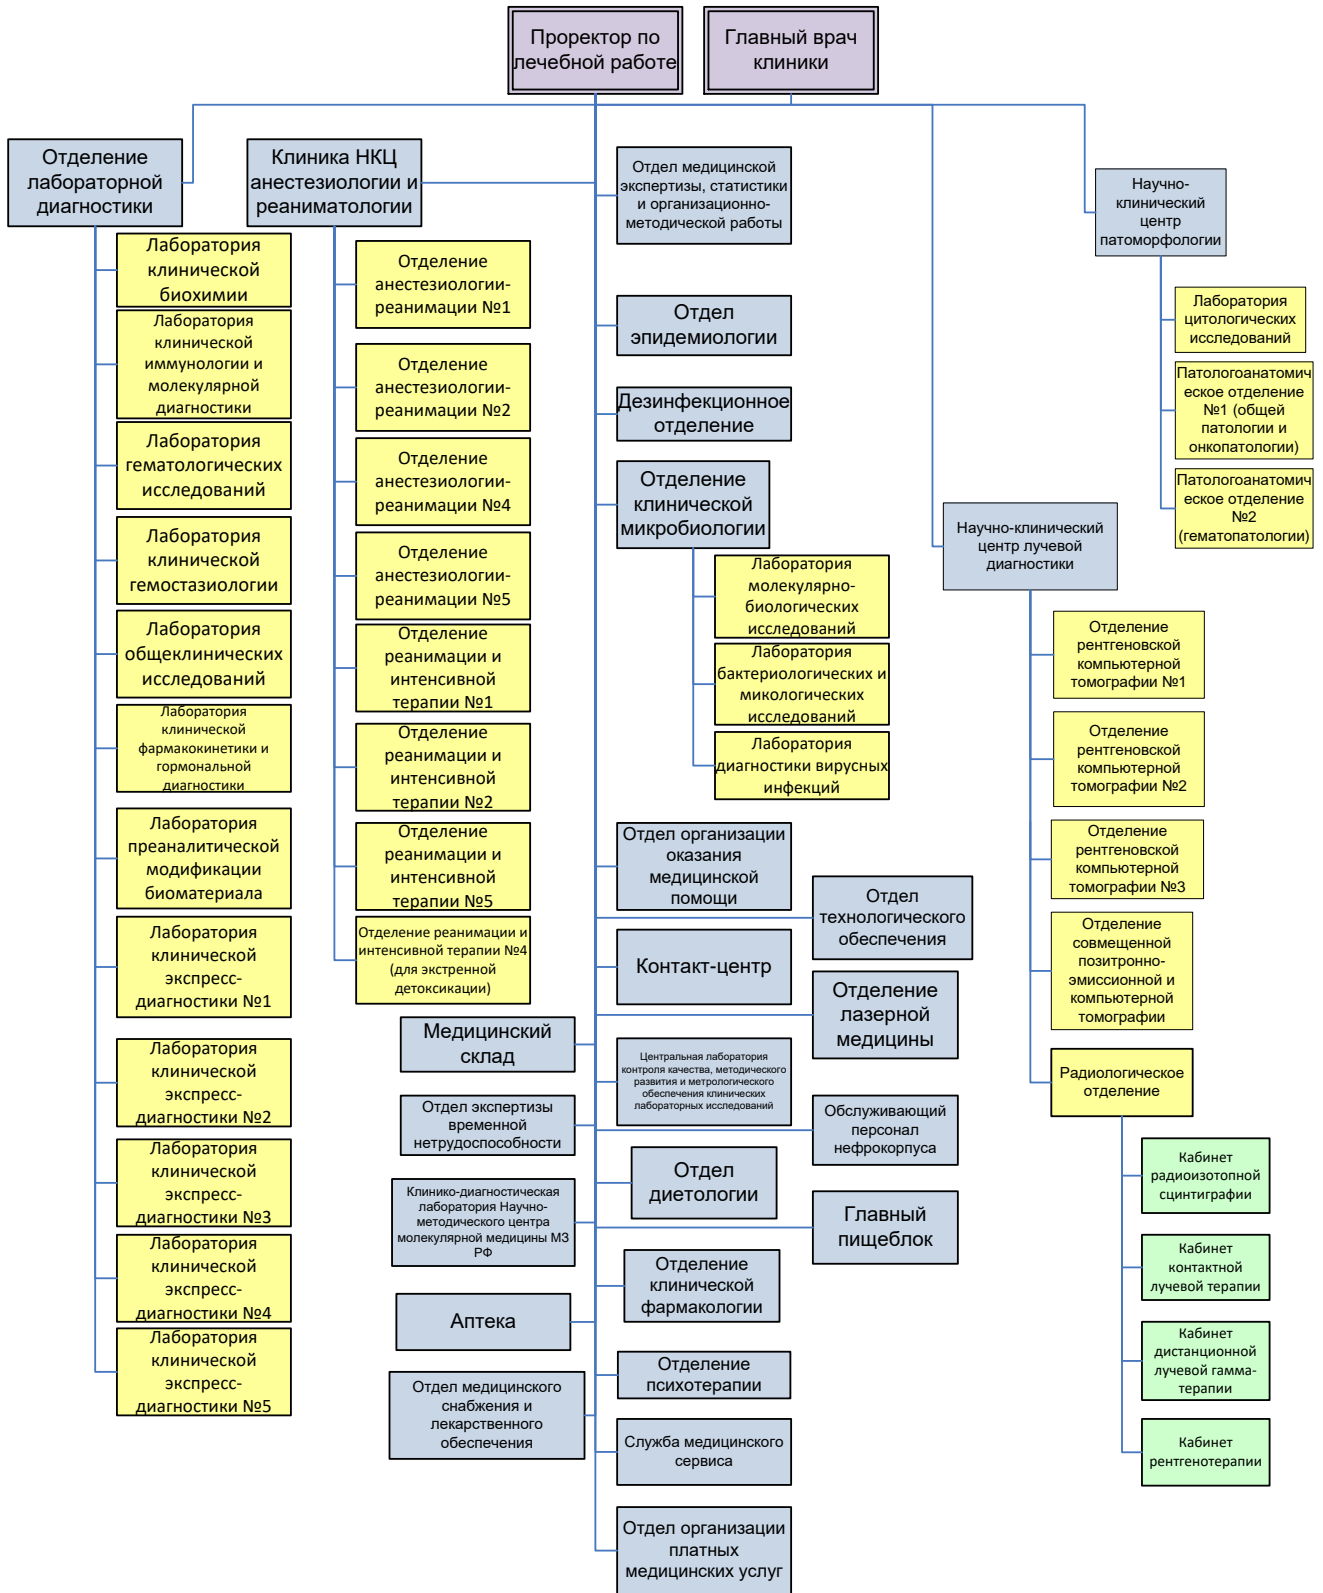 Проректор по
лечебной работе
Главный врач
клиники
Отделение
лабораторной
диагностики
Лаборатория
клинической
биохимии
Лаборатория
клинической
иммунологии и
молекулярной
диагностики
Лаборатория
гематологических
исследований
Лаборатория
клинической
гемостазиологии
Лаборатория
общеклинических
исследований
Лаборатория
клинической
фармакокинетики и
гормональной
диагностики
Лаборатория
преаналитической
модификации
биоматериала
Лаборатория
клинической
экспресс-
диагностики №1
Лаборатория
клинической
экспресс-
диагностики №2
Лаборатория
клинической
экспресс-
диагностики №3
Лаборатория
клинической
экспресс-
диагностики №4
Лаборатория
клинической
экспресс-
диагностики №5
Клиника НКЦ
анестезиологии и
реаниматологии
Отделение
анестезиологии-
реанимации №1
Отделение
анестезиологии-
реанимации №2
Отделение
анестезиологии-
реанимации №4
Отделение
анестезиологии-
реанимации №5
Отделение
реанимации и
интенсивной
терапии №1
Отделение
реанимации и
интенсивной
терапии №2
Отделение
реанимации и
интенсивной
терапии №5
Отделение реанимации и
интенсивной терапии №4
(для экстренной
детоксикации)
Медицинский
склад
Отдел экспертизы
временной
нетрудоспособности
Клинико-диагностическая
лаборатория Научно-
методического центра
молекулярной медицины МЗ
РФ
Аптека
Отдел медицинского
снабжения и
лекарственного
обеспечения
Отдел медицинской
экспертизы, статистики
и организационно-
методической работы
Отдел
эпидемиологии
Дезинфекционное
отделение
Отделение
клинической
микробиологии
Лаборатория
молекулярно-
биологических
исследований
Лаборатория
бактериологических и
микологических
исследований
Лаборатория
диагностики вирусных
инфекций
Отдел организации
оказания
медицинской
помощи
Отдел
технологического
обеспечения
Контакт-центр
Отделение
лазерной
медицины
Центральная лаборатория
контроля качества, методического
развития и метрологического
обеспечения клинических
лабораторных исследований
Обслуживающий
персонал
нефрокорпуса
Отдел
диетологии
Главный
пищеблок
Отделение
клинической
фармакологии
Отделение
психотерапии
Служба медицинского
сервиса
Отдел организации
платных
медицинских услуг
Научно-клинический
центр лучевой
диагностики
Отделение
рентгеновской
компьютерной
томографии №1
Отделение
рентгеновской
компьютерной
томографии №2
Отделение
рентгеновской
компьютерной
томографии №3
Отделение
совмещенной
позитронно-
эмиссионной и
компьютерной
томографии
Радиологическое
отделение
Кабинет
радиоизотопной
сцинтиграфии
Кабинет
контактной
лучевой терапии
Кабинет
дистанционной
лучевой гамма-
терапии
Кабинет
рентгенотерапии
Научно-
клинический
центр
патоморфологии
Лаборатория
цитологических
исследований
Патологоанатомич
еское отделение
№1 (общей
патологии и
онкопатологии)
Патологоанатомич
еское отделение
№2
(гематопатологии)